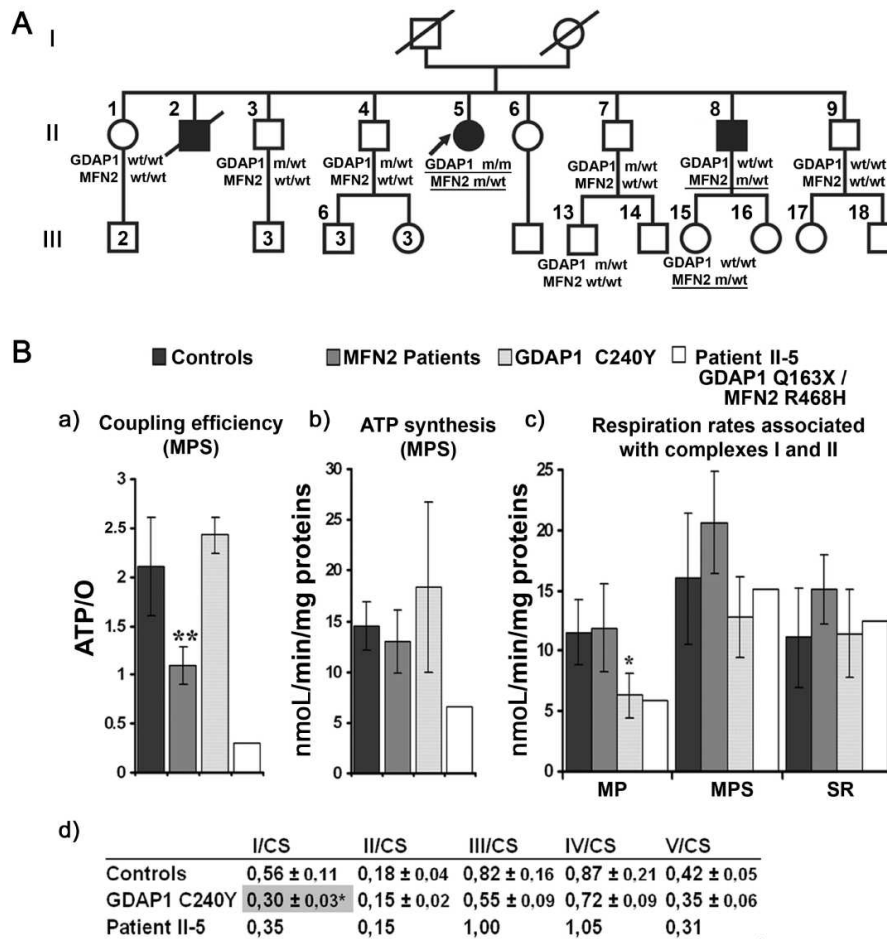 A
I
1 2 3 4 5 6 7 8 9
II
GDAP1 wt/wt GDAP1 m/wt GDAP1 m/wt GDAP1 m/m GDAP1 m/wt GDAP1 wt/wt GDAP1 wt/wt
MFN2 wt/wt MFN2 wt/wt MFN2 wt/wt MFN2 m/wt MFN2 wt/wt MFN2 m/wt MFN2 wt/wt
6 13 14 15 16 17 18
III 2 3 3 3
GDAP1 m/wt GDAP1 wt/wt
MFN2 wt/wt MFN2 m/wt
B
Controls MFN2 Patients GDAP1 C240Y Patient II-5
GDAP1 Q163X /
MFN2 R468H
a) Coupling efficiency b) ATP synthesis c) Respiration rates associated
(MPS) (MPS) with complexes I and II
ATP/O
3
2.5
2
1.5
1
0.5
0
**
nmoL/min/mg proteins
30
25
20
15
10
5
0
nmoL/min/mg proteins
25
20
15
10
5
0
*
MP MPS SR
d)
I/CS II/CS III/CS IV/CS V/CS
Controls 0,56 ± 0,11 0,18 ± 0,04 0,82 ± 0,16 0,87 ± 0,21 0,42 ± 0,05
GDAP1 C240Y 0,30 ± 0,03* 0,15 ± 0,02 0,55 ± 0,09 0,72 ± 0,09 0,35 ± 0,06
Patient II-5 0,35 0,15 1,00 1,05 0,31